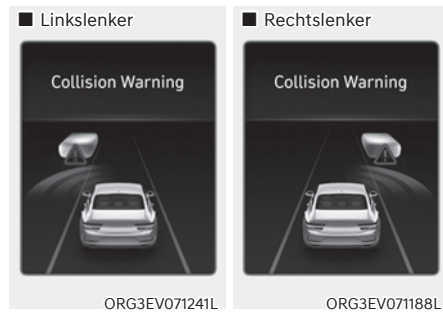 ■ Linkslenker
Collision Warning
ORG3EV071241L
■ Rechtslenker
Collision Warning
ORG3EV071188L